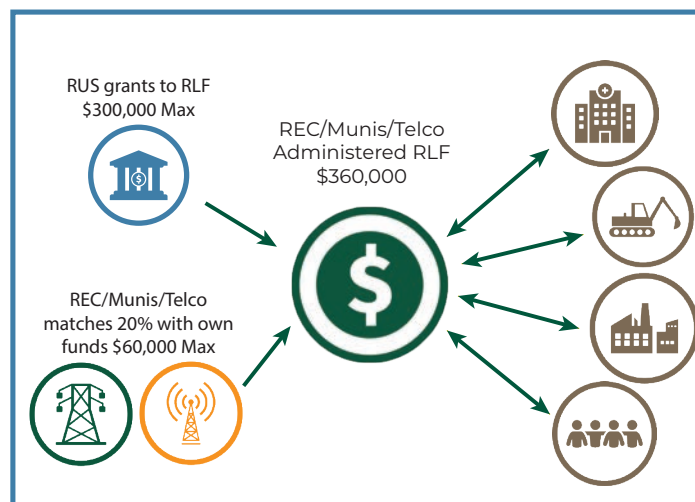 RUS grants to RLF
$300,000 Max
$
REC/Munis/Telco
Administered RLF
$360,000
$
REC/Munis/Telco
matches 20% with own
funds $60,000 Max